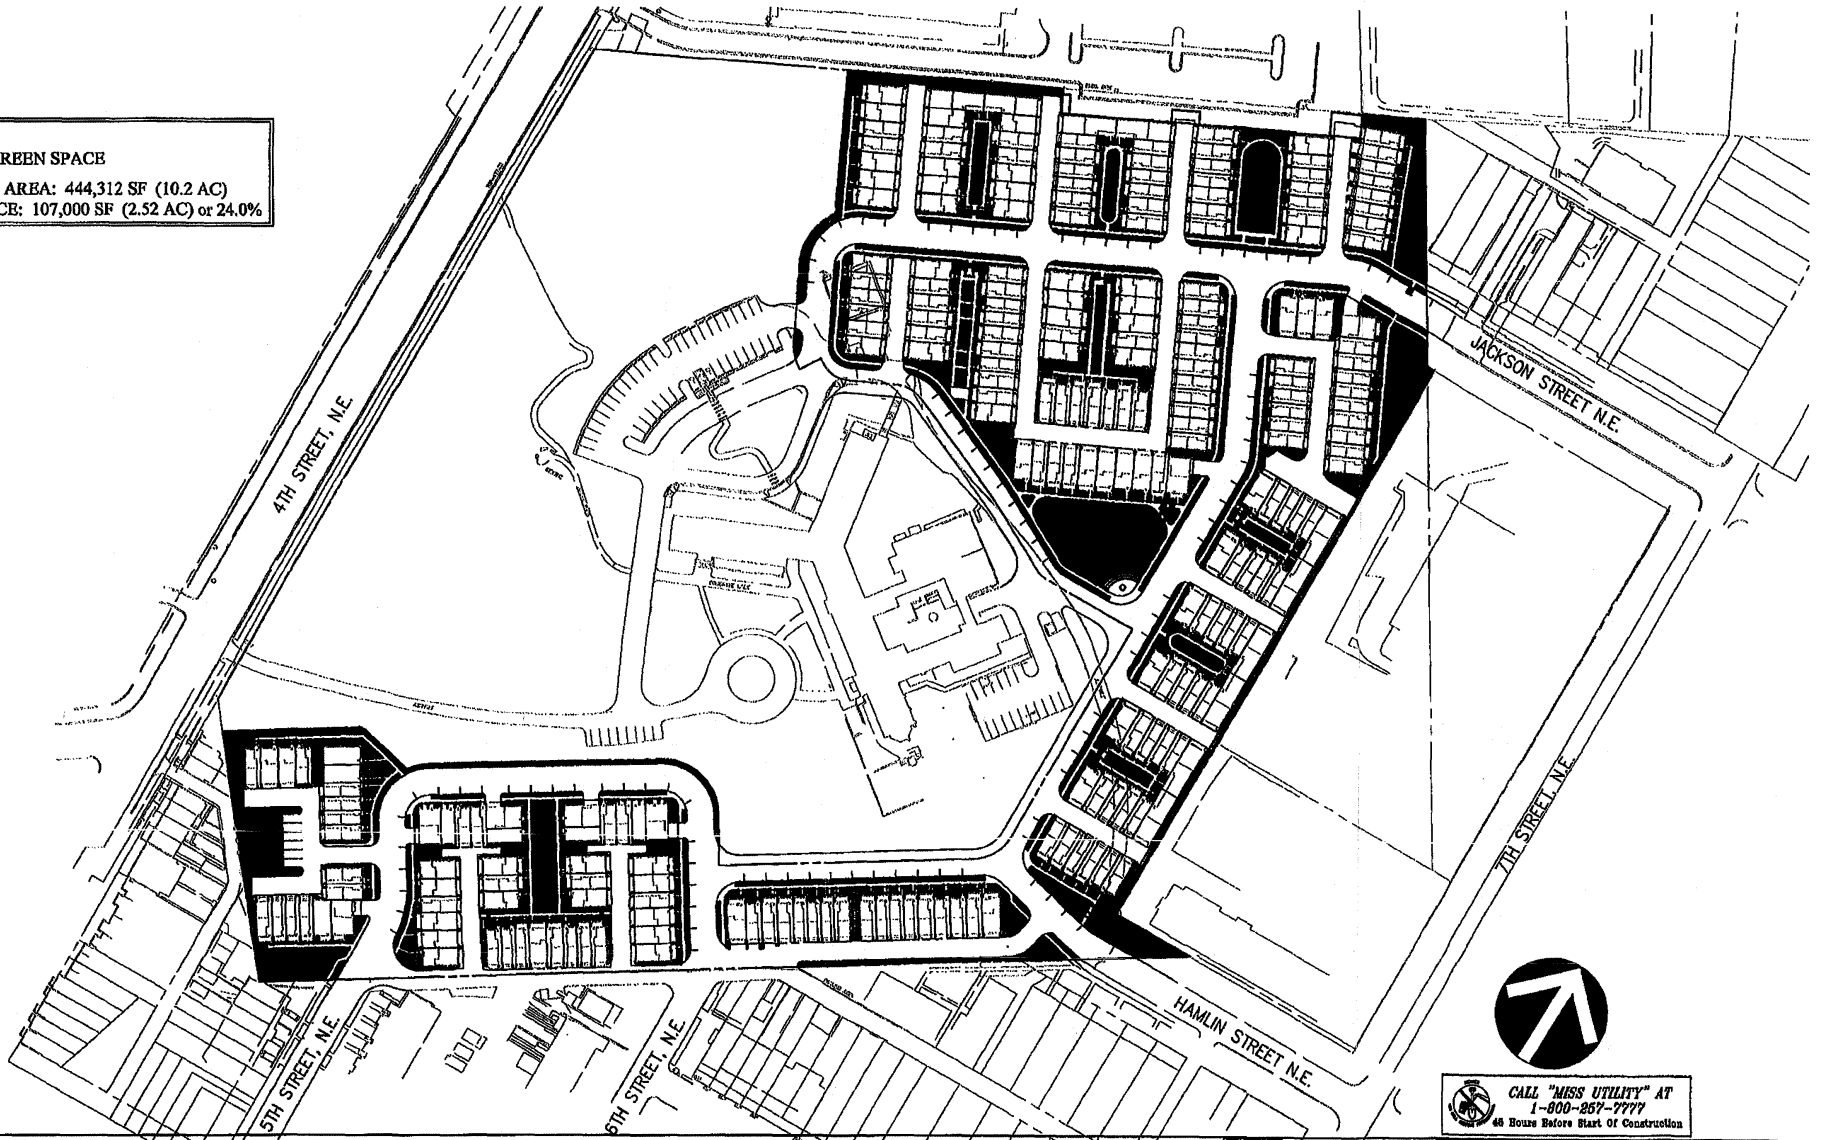 REEN SPACE
AREA: 444,312 SF (10.2 AC)
CE: 107,000 SF (2.52 AC) or 24.0%
4TH STREET, N.E.
JACKSON STREET N.E.
7TH STREET, N.E.
HAMLIN STREET N.E.
5TH STREET, N.E.
6TH STREET, N.E.
CALL "MISS UTILITY" AT
1-800-257-7777
48 Hours Before Start Of Construction